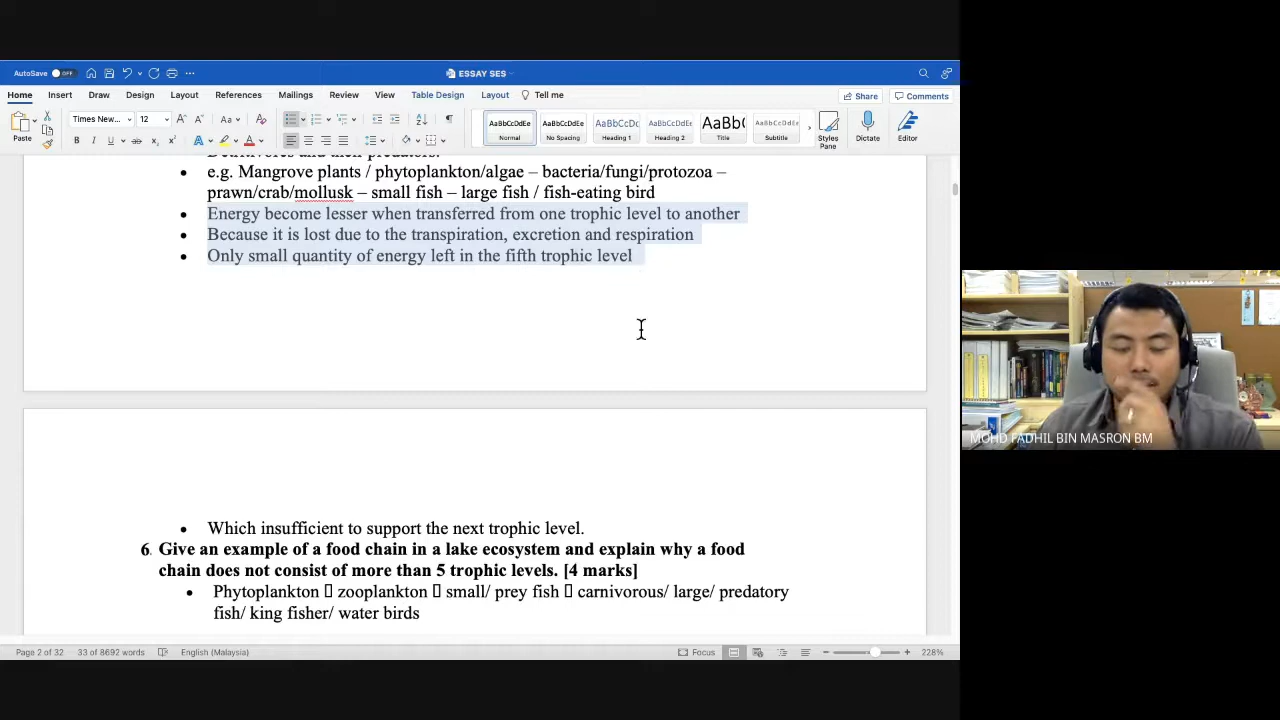 AutoSave OFF
ESSAY SES
Home Insert Draw Design Layout References Mailings Review View Table Design Layout Tell me
Share Comments
Paste
Times New... 12
AaBbCcDdEe AaBbCcDdEe AaBbCcDc AaBbCcDdEe AaBb( AaBbCcDdEe
Normal No Spacing Heading 1 Heading 2 Title Subtitle
Styles Pane
Dictate
Editor
Detritivores and their predators.
• e.g. Mangrove plants / phytoplankton/algae – bacteria/fungi/protozoa –
prawn/crab/mollusk – small fish – large fish / fish-eating bird
• Energy become lesser when transferred from one trophic level to another
• Because it is lost due to the transpiration, excretion and respiration
• Only small quantity of energy left in the fifth trophic level
• Which insufficient to support the next trophic level.
6. Give an example of a food chain in a lake ecosystem and explain why a food
chain does not consist of more than 5 trophic levels. [4 marks]
• Phytoplankton ▯ zooplankton ▯ small/ prey fish ▯ carnivorous/ large/ predatory
fish/ king fisher/ water birds
Page 2 of 32 33 of 8692 words English (Malaysia) Focus 228%
MOHD FADHIL BIN MASRON BM